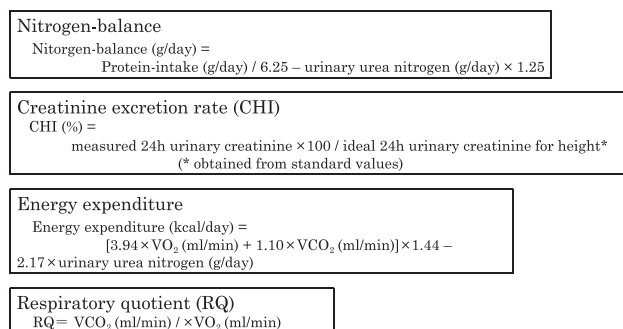 Nitrogen-balance
Nitorgen-balance (g/day) =
Protein-intake (g/day) / 6.25 – urinary urea nitrogen (g/day) × 1.25
Creatinine excretion rate (CHI)
CHI (%) =
measured 24h urinary creatinine ×100 / ideal 24h urinary creatinine for height*
(* obtained from standard values)
Energy expenditure
Energy expenditure (kcal/day) =
[3.94×VO₂ (ml/min) + 1.10×VCO₂ (ml/min)]×1.44 –
2.17×urinary urea nitrogen (g/day)
Respiratory quotient (RQ)
RQ= VCO₂ (ml/min) / ×VO₂ (ml/min)